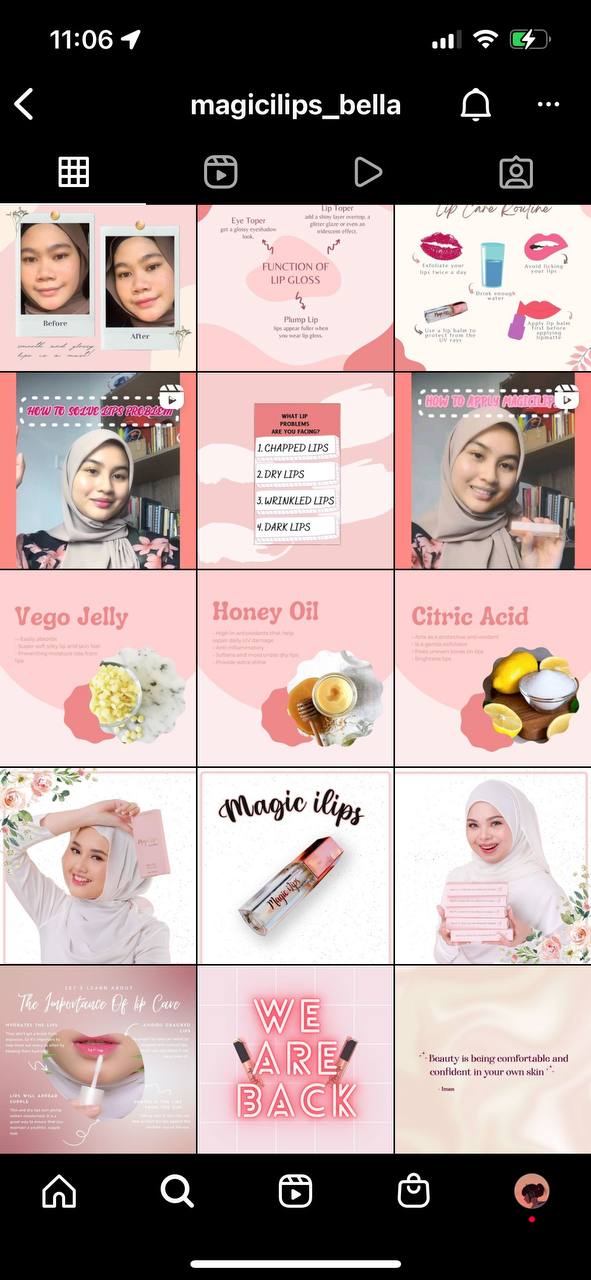 11:06
magicilips_bella
Before
After
smooth and glossy
lips is a must!
Eye Toper
get a glossy eyeshadow
look.
Lip Toper
add a shiny layer overtop, a
glitter glaze or even an
iridescent effect.
FUNCTION OF
LIP GLOSS
Plump Lip
lips appear fuller when
you wear lip gloss.
Lip Care Routine
Exfoliate your
lips twice a day
Drink enough
water
Avoid licking
your lips
Use a lip balm to
protect from the
UV rays
Apply lip balm
first before
applying
lipmatte
HOW TO SOLVE LIPS PROBLEM
WHAT LIP
PROBLEMS
ARE YOU FACING?
1. CHAPPED LIPS
2. DRY LIPS
3. WRINKLED LIPS
4. DARK LIPS
HOW TO APPLY MAGICILIPS
Vego Jelly
- Easily absorbs
- Super soft silky lip and skin feel
- Preventing moisture loss from
lips
Honey Oil
- High in antioxidants that help
repair daily UV damage
- Anti-inflammatory
- Softens and moisturize dry lips
- Provide extra shine
Citric Acid
- Acts as a protective anti-oxidant
- Is a gentle exfoliator
- Fixes uneven tones on lips
- Brightens lips
Magic ilips
Magic ilips
LET'S LEARN ABOUT
The Importance Of lip Care
HYDRATES THE LIPS
AVOIDS CRACKED
LIPS
LIPS WILL APPEAR
SUPPLE
WE
ARE
BACK
Beauty is being comfortable and
confident in your own skin
- Iman